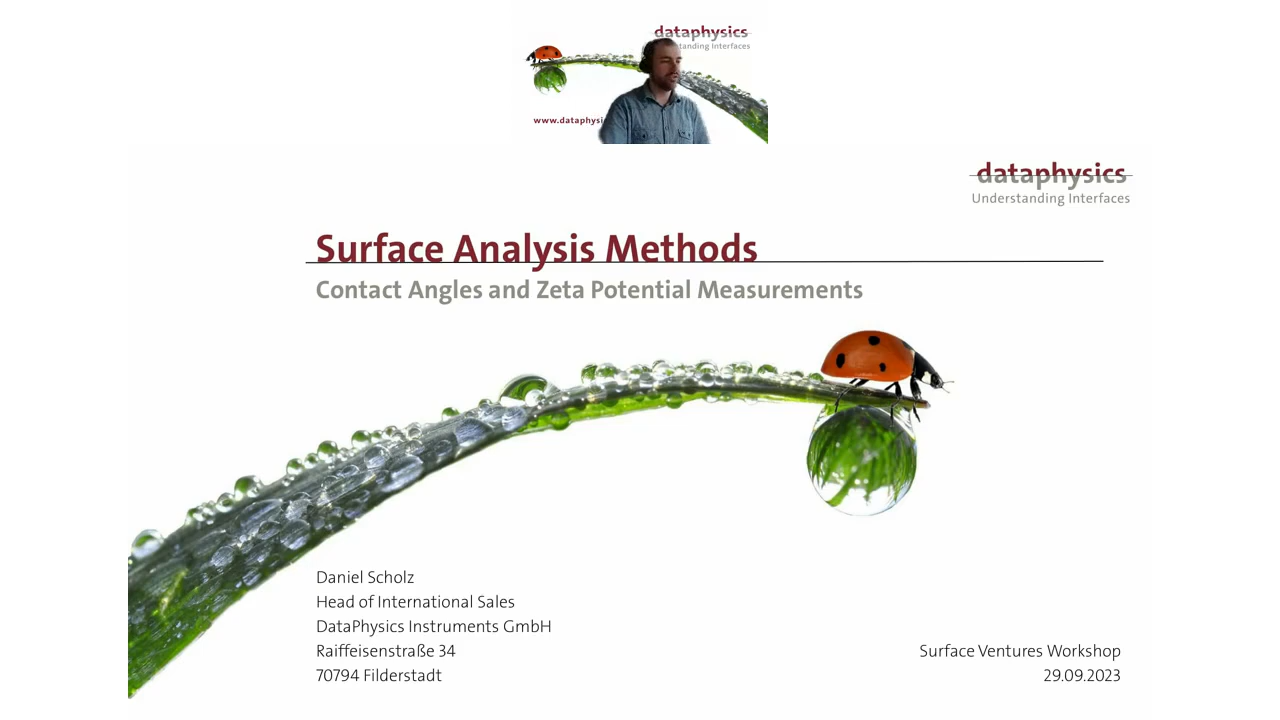 dataphysics
tanding Interfaces
www.dataphysi
dataphysics
Understanding Interfaces
Surface Analysis Methods
Contact Angles and Zeta Potential Measurements
Daniel Scholz
Head of International Sales
DataPhysics Instruments GmbH
Raiffeisenstraße 34
70794 Filderstadt
Surface Ventures Workshop
29.09.2023